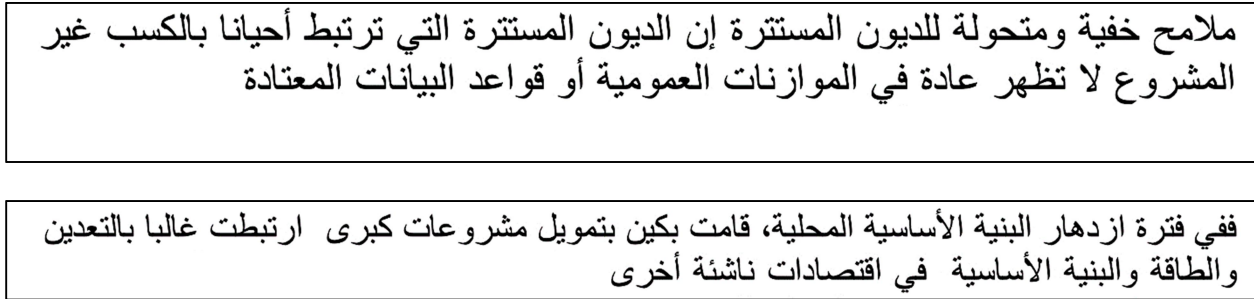 ملامح خفية ومتحولة للديون المستترة إن الديون المستترة التي ترتبط أحيانا بالكسب غير
المشروع لا تظهر عادة في الموازنات العمومية أو قواعد البيانات المعتادة
ففي فترة ازدهار البنية الأساسية المحلية، قامت بكين بتمويل مشروعات كبرى ارتبطت غالبا بالتعدين
والطاقة والبنية الأساسية في اقتصادات ناشئة أخرى